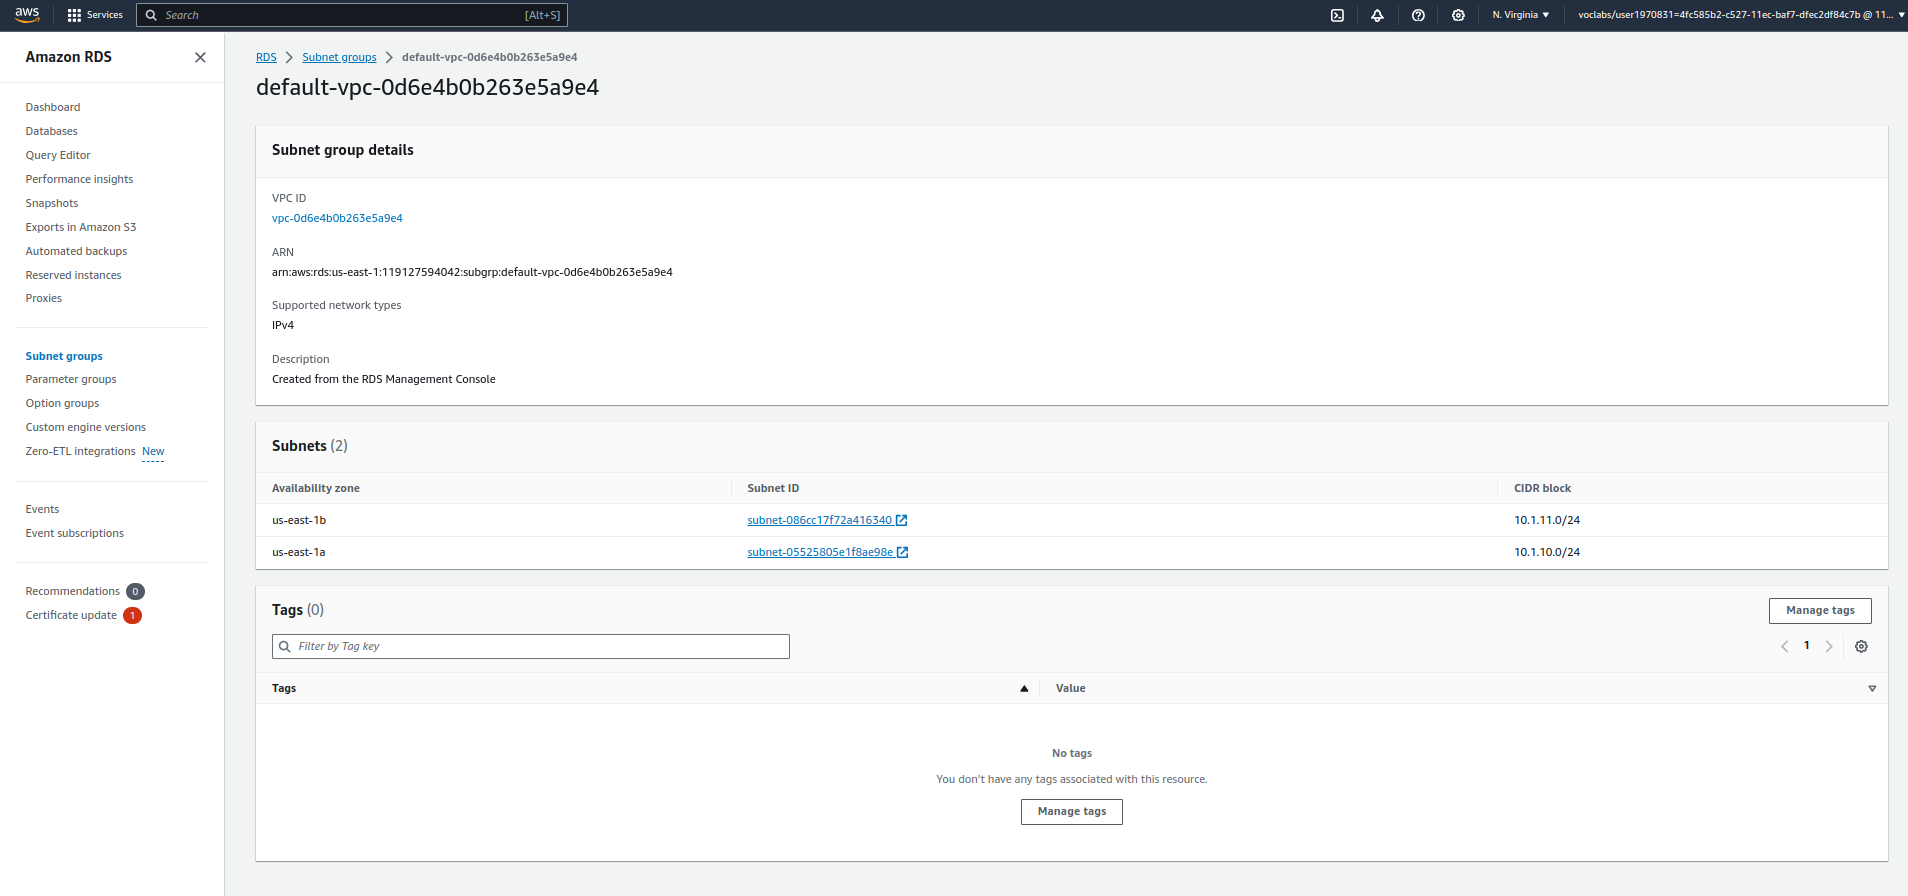 aws
Services
Search
[Alt+S]
N. Virginia
voclabs/user1970831=4fc585b2-c527-11ec-baf7-dfec2df84c7b @ 11...
Amazon RDS
Dashboard
Databases
Query Editor
Performance insights
Snapshots
Exports in Amazon S3
Automated backups
Reserved instances
Proxies
Subnet groups
Parameter groups
Option groups
Custom engine versions
Zero-ETL integrations New
Events
Event subscriptions
Recommendations 0
Certificate update 1
RDS
Subnet groups
default-vpc-0d6e4b0b263e5a9e4
default-vpc-0d6e4b0b263e5a9e4
Subnet group details
VPC ID
vpc-0d6e4b0b263e5a9e4
ARN
arn:aws:rds:us-east-1:119127594042:subgrp:default-vpc-0d6e4b0b263e5a9e4
Supported network types
IPv4
Description
Created from the RDS Management Console
Subnets (2)
Availability zone Subnet ID CIDR block
us-east-1b subnet-086cc17f72a416340 10.1.11.0/24
us-east-1a subnet-05525805e1f8ae98e 10.1.10.0/24
Tags (0)
Manage tags
Filter by Tag key
1
Tags Value
No tags
You don't have any tags associated with this resource.
Manage tags